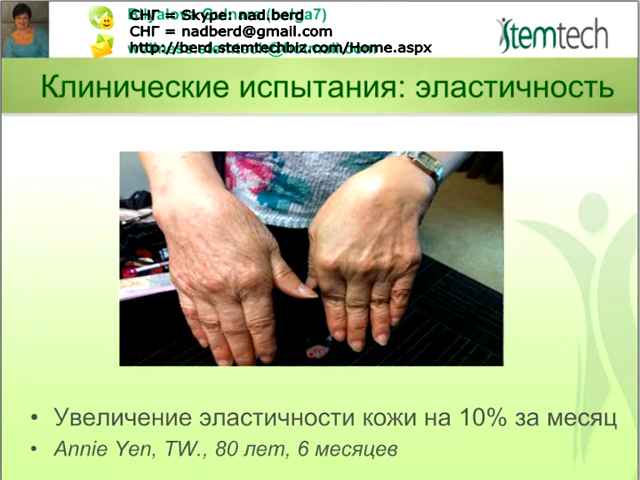 СНГ = Skype: nad.berg
СНГ = nadberd@gmail.com
http://berd.stemtechbiz.com/Home.aspx
stemtech
Клинические испытания: эластичность
• Увеличение эластичности кожи на 10% за месяц
• Annie Yen, TW., 80 лет, 6 месяцев